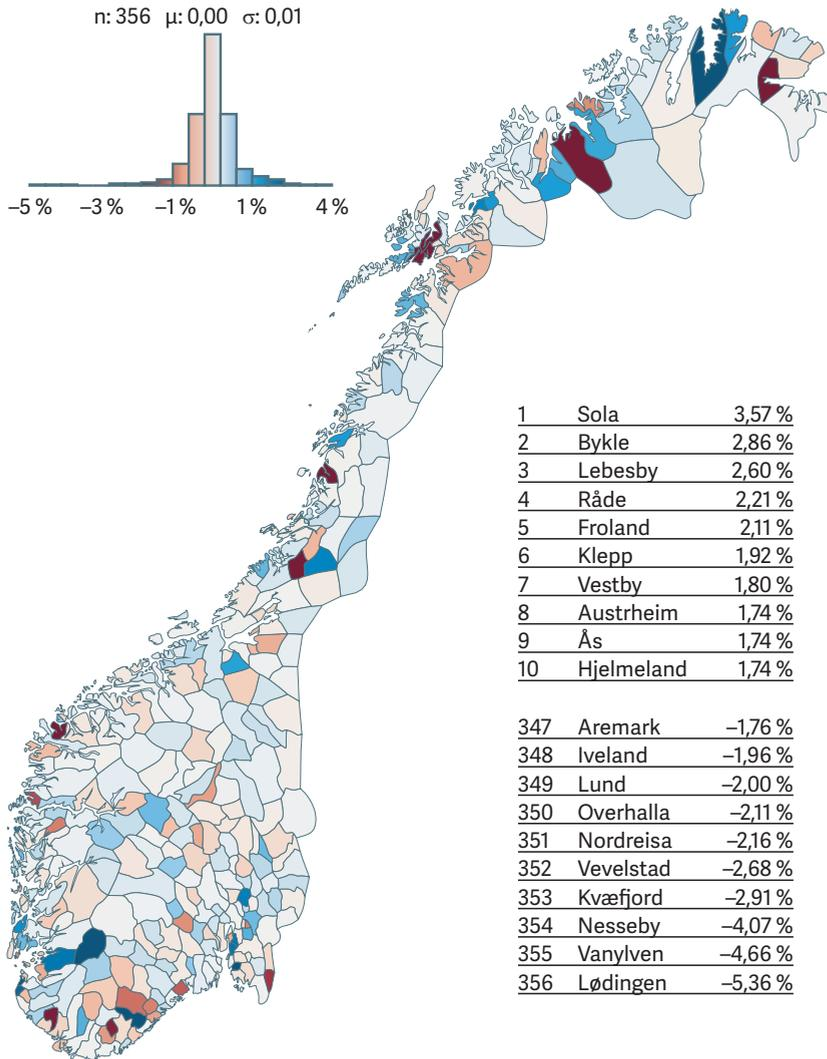 n: 356 μ: 0,00 σ: 0,01
–5 % –3 % –1 % 1% 4 %
1 Sola 3,57 %
2 Bykle 2,86 %
3 Lebesby 2,60 %
4 Råde 2,21 %
5 Froland 2,11 %
6 Klepp 1,92 %
7 Vestby 1,80 %
8 Austrheim 1,74 %
9 Ås 1,74 %
10 Hjelmeland 1,74 %
347 Aremark –1,76 %
348 Iveland –1,96 %
349 Lund –2,00 %
350 Overhalla –2,11 %
351 Nordreisa –2,16 %
352 Vevelstad –2,68 %
353 Kvæfjord –2,91 %
354 Nesseby –4,07 %
355 Vanylven –4,66 %
356 Lødingen –5,36 %